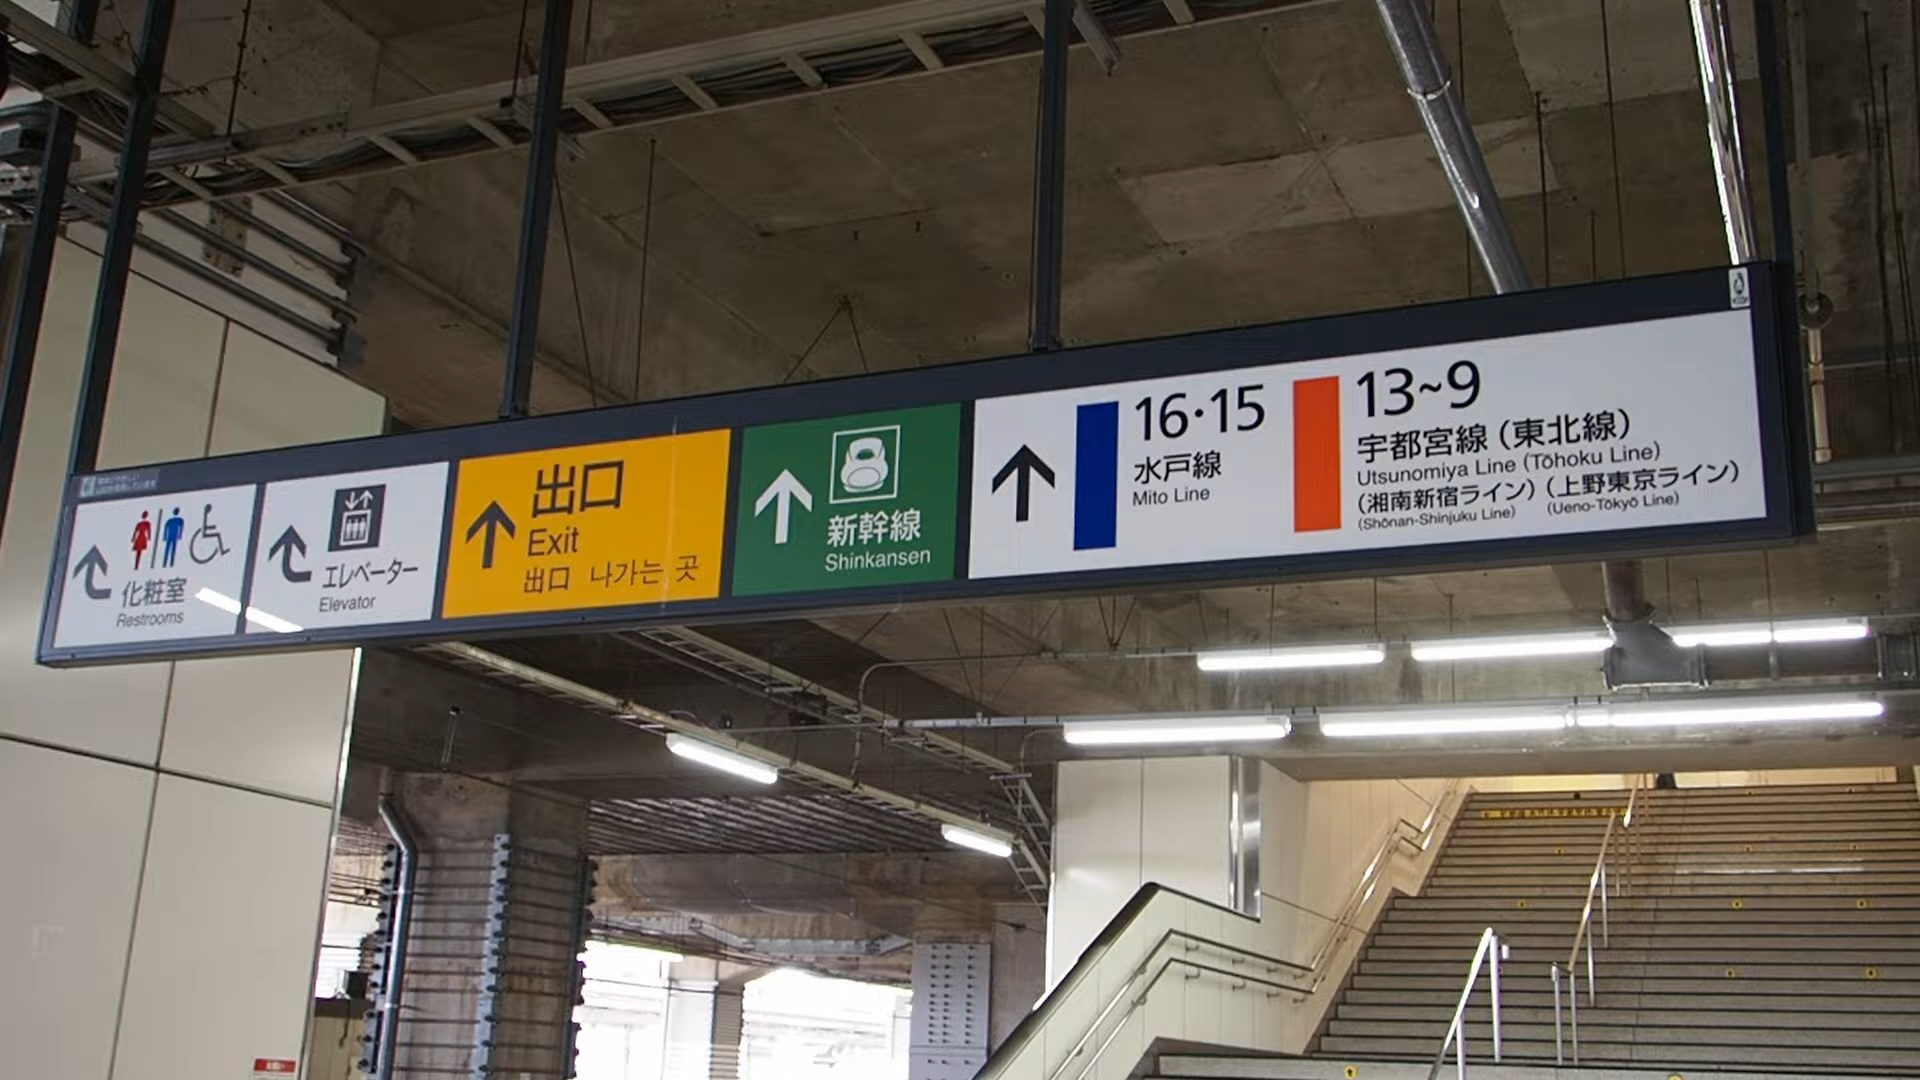 化粧室
Restrooms
エレベーター
Elevator
出口
Exit
出口 나가는 곳
新幹線
Shinkansen
16・15
水戸線
Mito Line
13~9
宇都宮線 (東北線)
Utsunomiya Line (Tōhoku Line)
(湘南新宿ライン) (上野東京ライン)
(Shōnan-Shinjuku Line) (Ueno-Tōkyō Line)